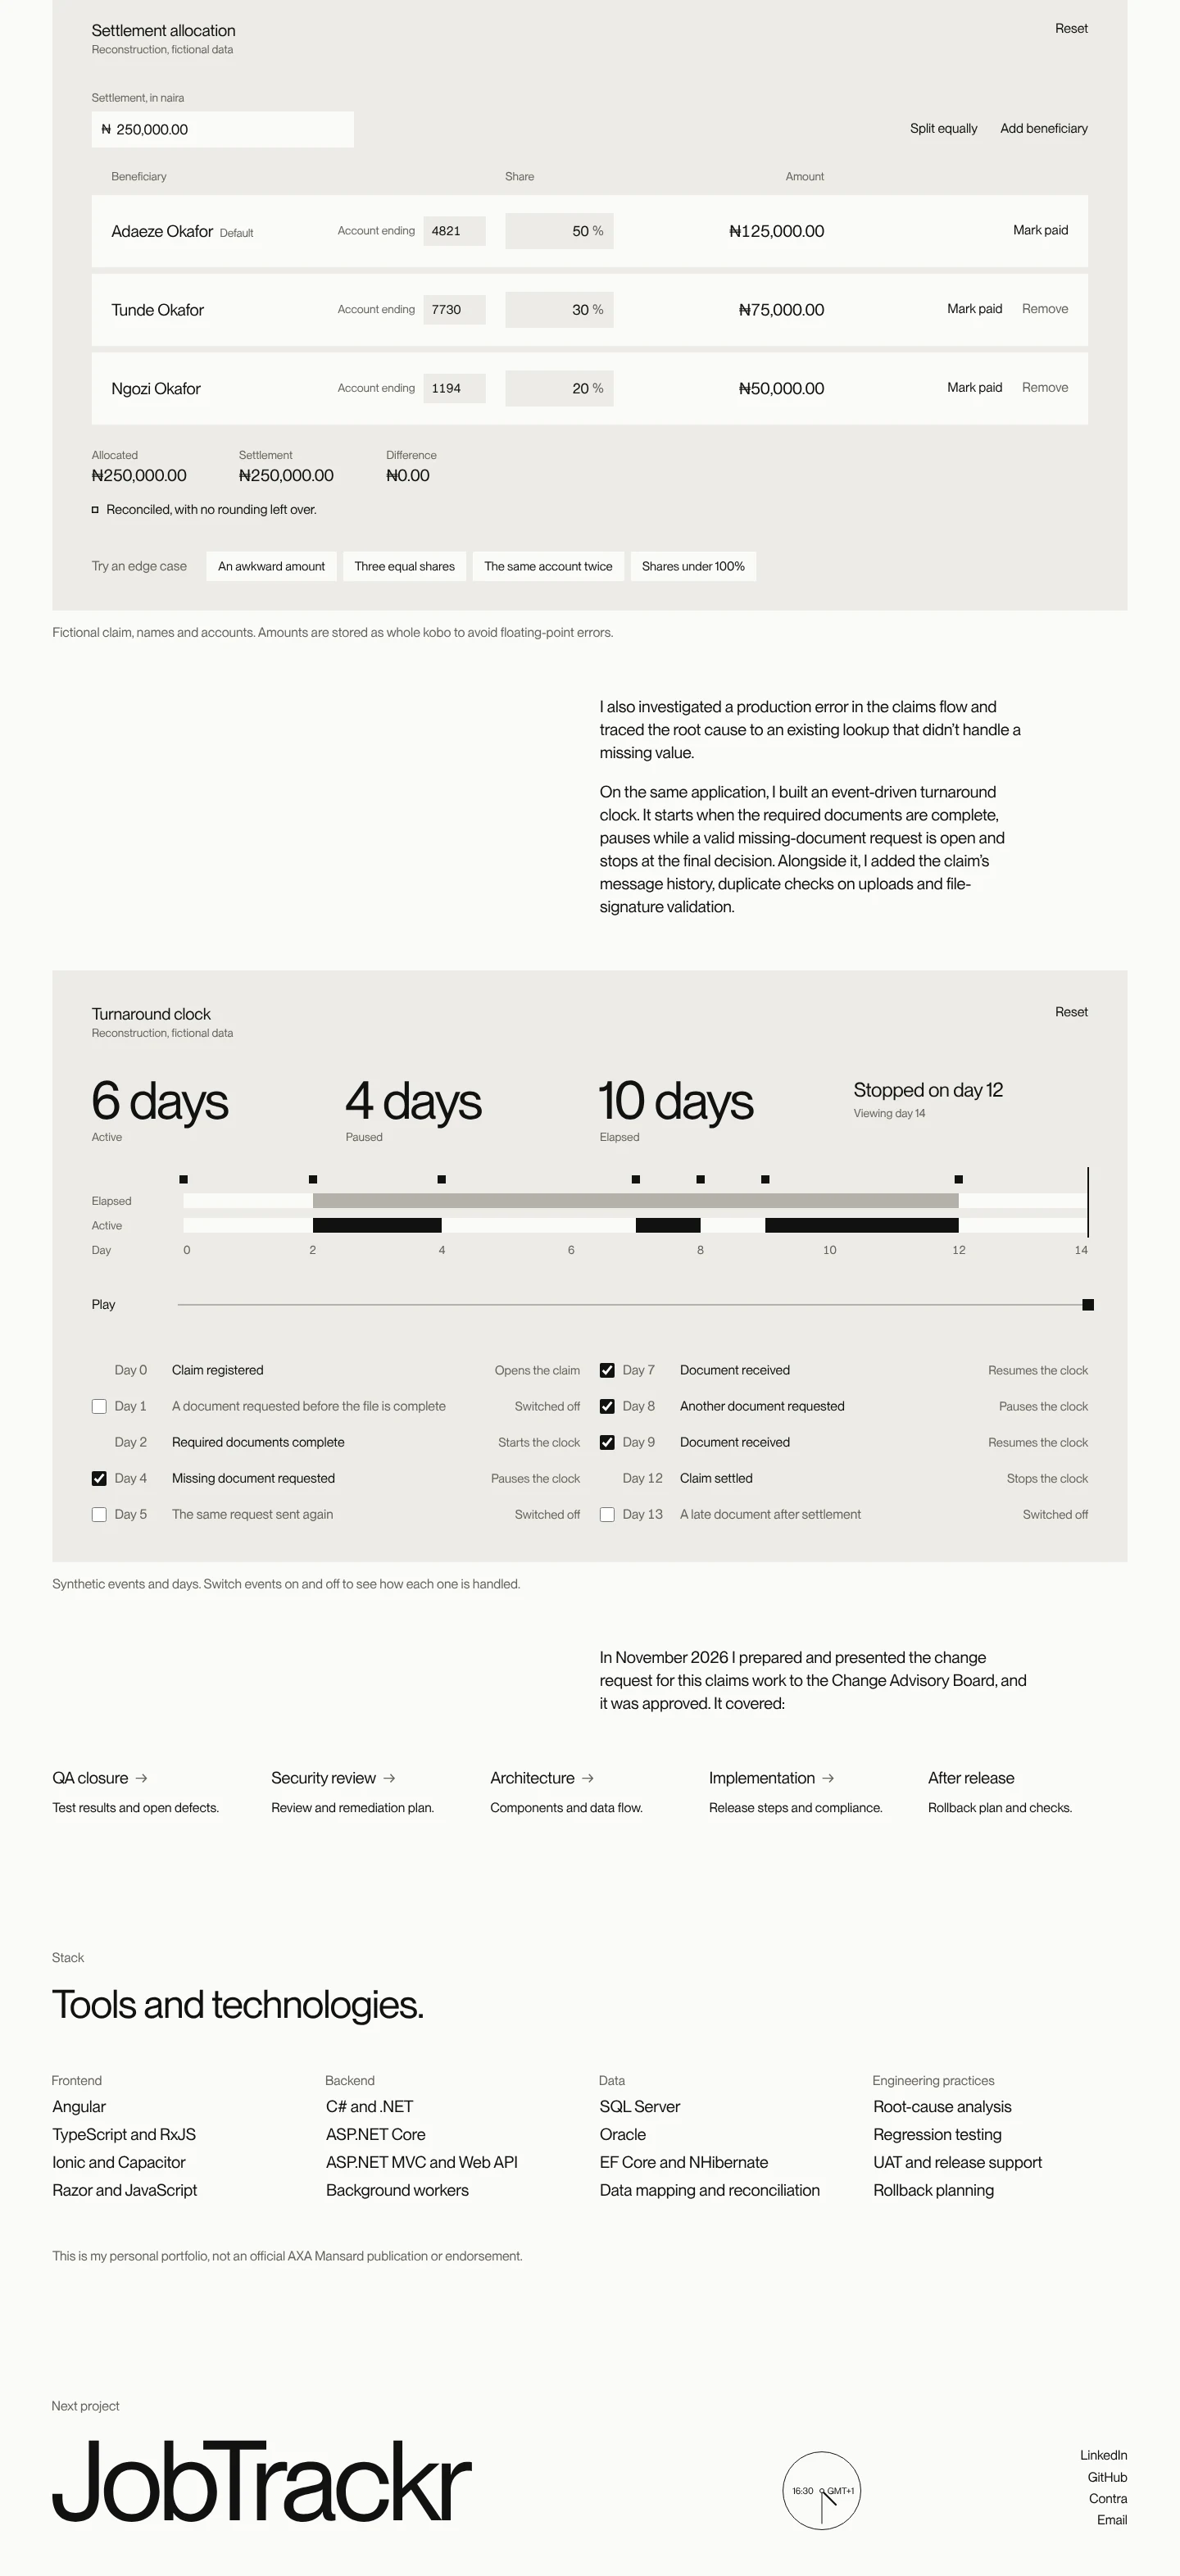 Settlement allocation
Reset
Reconstruction, fictional data
Settlement, in naira
₦ 250,000.00
Split equally Add beneficiary
Beneficiary Share Amount
Adaeze Okafor Default Account ending 4821 50 % ₦125,000.00 Mark paid
Tunde Okafor Account ending 7730 30 % ₦75,000.00 Mark paid Remove
Ngozi Okafor Account ending 1194 20 % ₦50,000.00 Mark paid Remove
Allocated Settlement Difference
₦250,000.00 ₦250,000.00 ₦0.00
Reconciled, with no rounding left over.
Try an edge case An awkward amount Three equal shares The same account twice Shares under 100%
Fictional claim, names and accounts. Amounts are stored as whole kobo to avoid floating-point errors.
I also investigated a production error in the claims flow and
traced the root cause to an existing lookup that didn’t handle a
missing value.
On the same application, I built an event-driven turnaround
clock. It starts when the required documents are complete,
pauses while a valid missing-document request is open and
stops at the final decision. Alongside it, I added the claim’s
message history, duplicate checks on uploads and file-
signature validation.
Turnaround clock
Reset
Reconstruction, fictional data
6 days 4 days 10 days Stopped on day 12
Active Paused Elapsed Viewing day 14
Elapsed
Active
Day 0 2 4 6 8 10 12 14
Play
Day 0 Claim registered Opens the claim
Day 1 A document requested before the file is complete Switched off
Day 2 Required documents complete Starts the clock
Day 4 Missing document requested Pauses the clock
Day 5 The same request sent again Switched off
Day 7 Document received Resumes the clock
Day 8 Another document requested Pauses the clock
Day 9 Document received Resumes the clock
Day 12 Claim settled Stops the clock
Day 13 A late document after settlement Switched off
Synthetic events and days. Switch events on and off to see how each one is handled.
In November 2026 I prepared and presented the change
request for this claims work to the Change Advisory Board, and
it was approved. It covered:
QA closure → Security review → Architecture → Implementation → After release
Test results and open defects. Review and remediation plan. Components and data flow. Release steps and compliance. Rollback plan and checks.
Stack
Tools and technologies.
Frontend Backend Data Engineering practices
Angular C# and .NET SQL Server Root-cause analysis
TypeScript and RxJS ASP.NET Core Oracle Regression testing
Ionic and Capacitor ASP.NET MVC and Web API EF Core and NHibernate UAT and release support
Razor and JavaScript Background workers Data mapping and reconciliation Rollback planning
This is my personal portfolio, not an official AXA Mansard publication or endorsement.
Next project
JobTrackr
16:30 GMT+1
LinkedIn
GitHub
Contra
Email